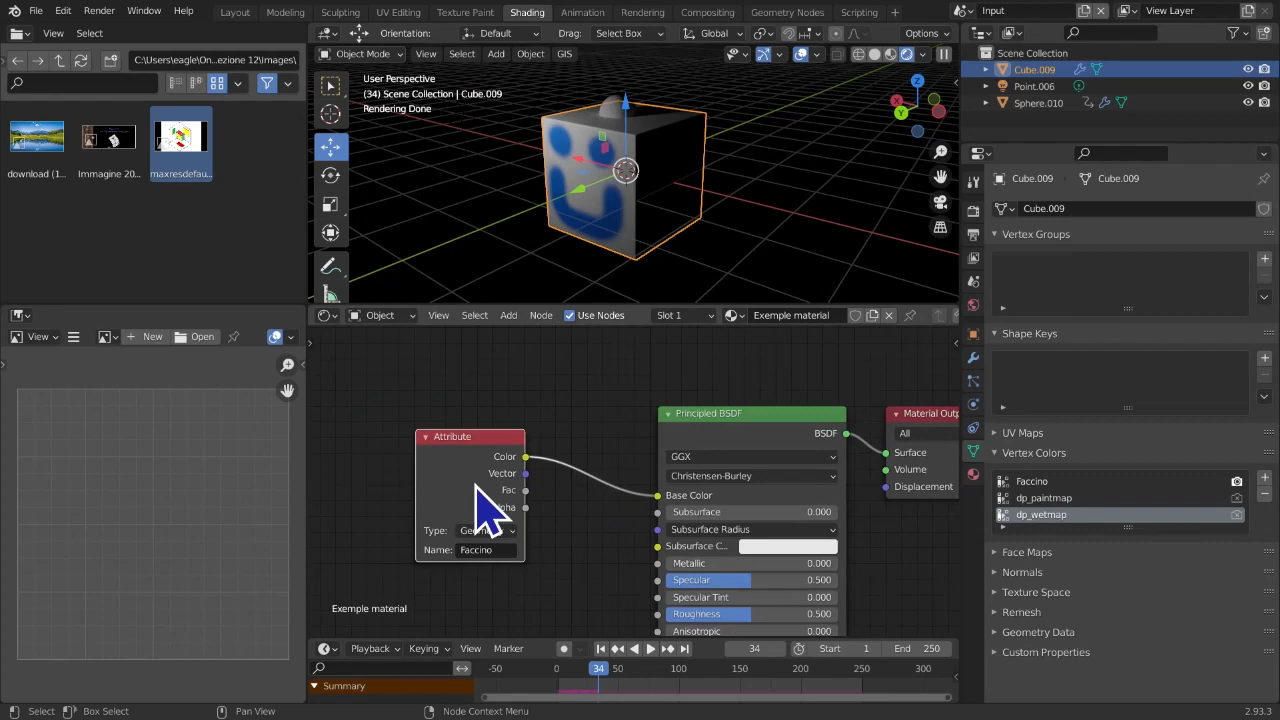 File Edit Render Window Help
Layout Modeling Sculpting UV Editing Texture Paint Shading Animation Rendering Compositing Geometry Nodes Scripting
Input View Layer
View Select
C:\Users\eagle\On...ezione 12\Images\
download (1...
Immagine 20...
maxresdefau...
Orientation: Default Drag: Select Box Global Options
Object Mode View Select Add Object GIS
User Perspective
(34) Scene Collection | Cube.009
Rendering Done
Z
X
Y
Scene Collection
Cube.009
Point.006
Sphere.010
Cube.009 Cube.009
Cube.009
Vertex Groups
Shape Keys
UV Maps
Vertex Colors
Faccino
dp_paintmap
dp_wetmap
Face Maps
Normals
Texture Space
Remesh
Geometry Data
Custom Properties
View New Open
Object View Select Add Node Use Nodes Slot 1 Exemple material
Attribute
Color
Vector
Fac
Type:
Name: Faccino
Exemple material
Principled BSDF
BSDF
GGX
Christensen-Burley
Base Color
Subsurface 0.000
Subsurface Radius
Subsurface C...
Metallic 0.000
Specular 0.500
Specular Tint 0.000
Roughness 0.500
Anisotropic 0.000
Material Outp
All
Surface
Volume
Displacement
Playback Keying View Marker 34 Start 1 End 250
-50 0 34 50 100 150 200 250 300
Summary
Select Box Select Pan View Node Context Menu 2.93.3